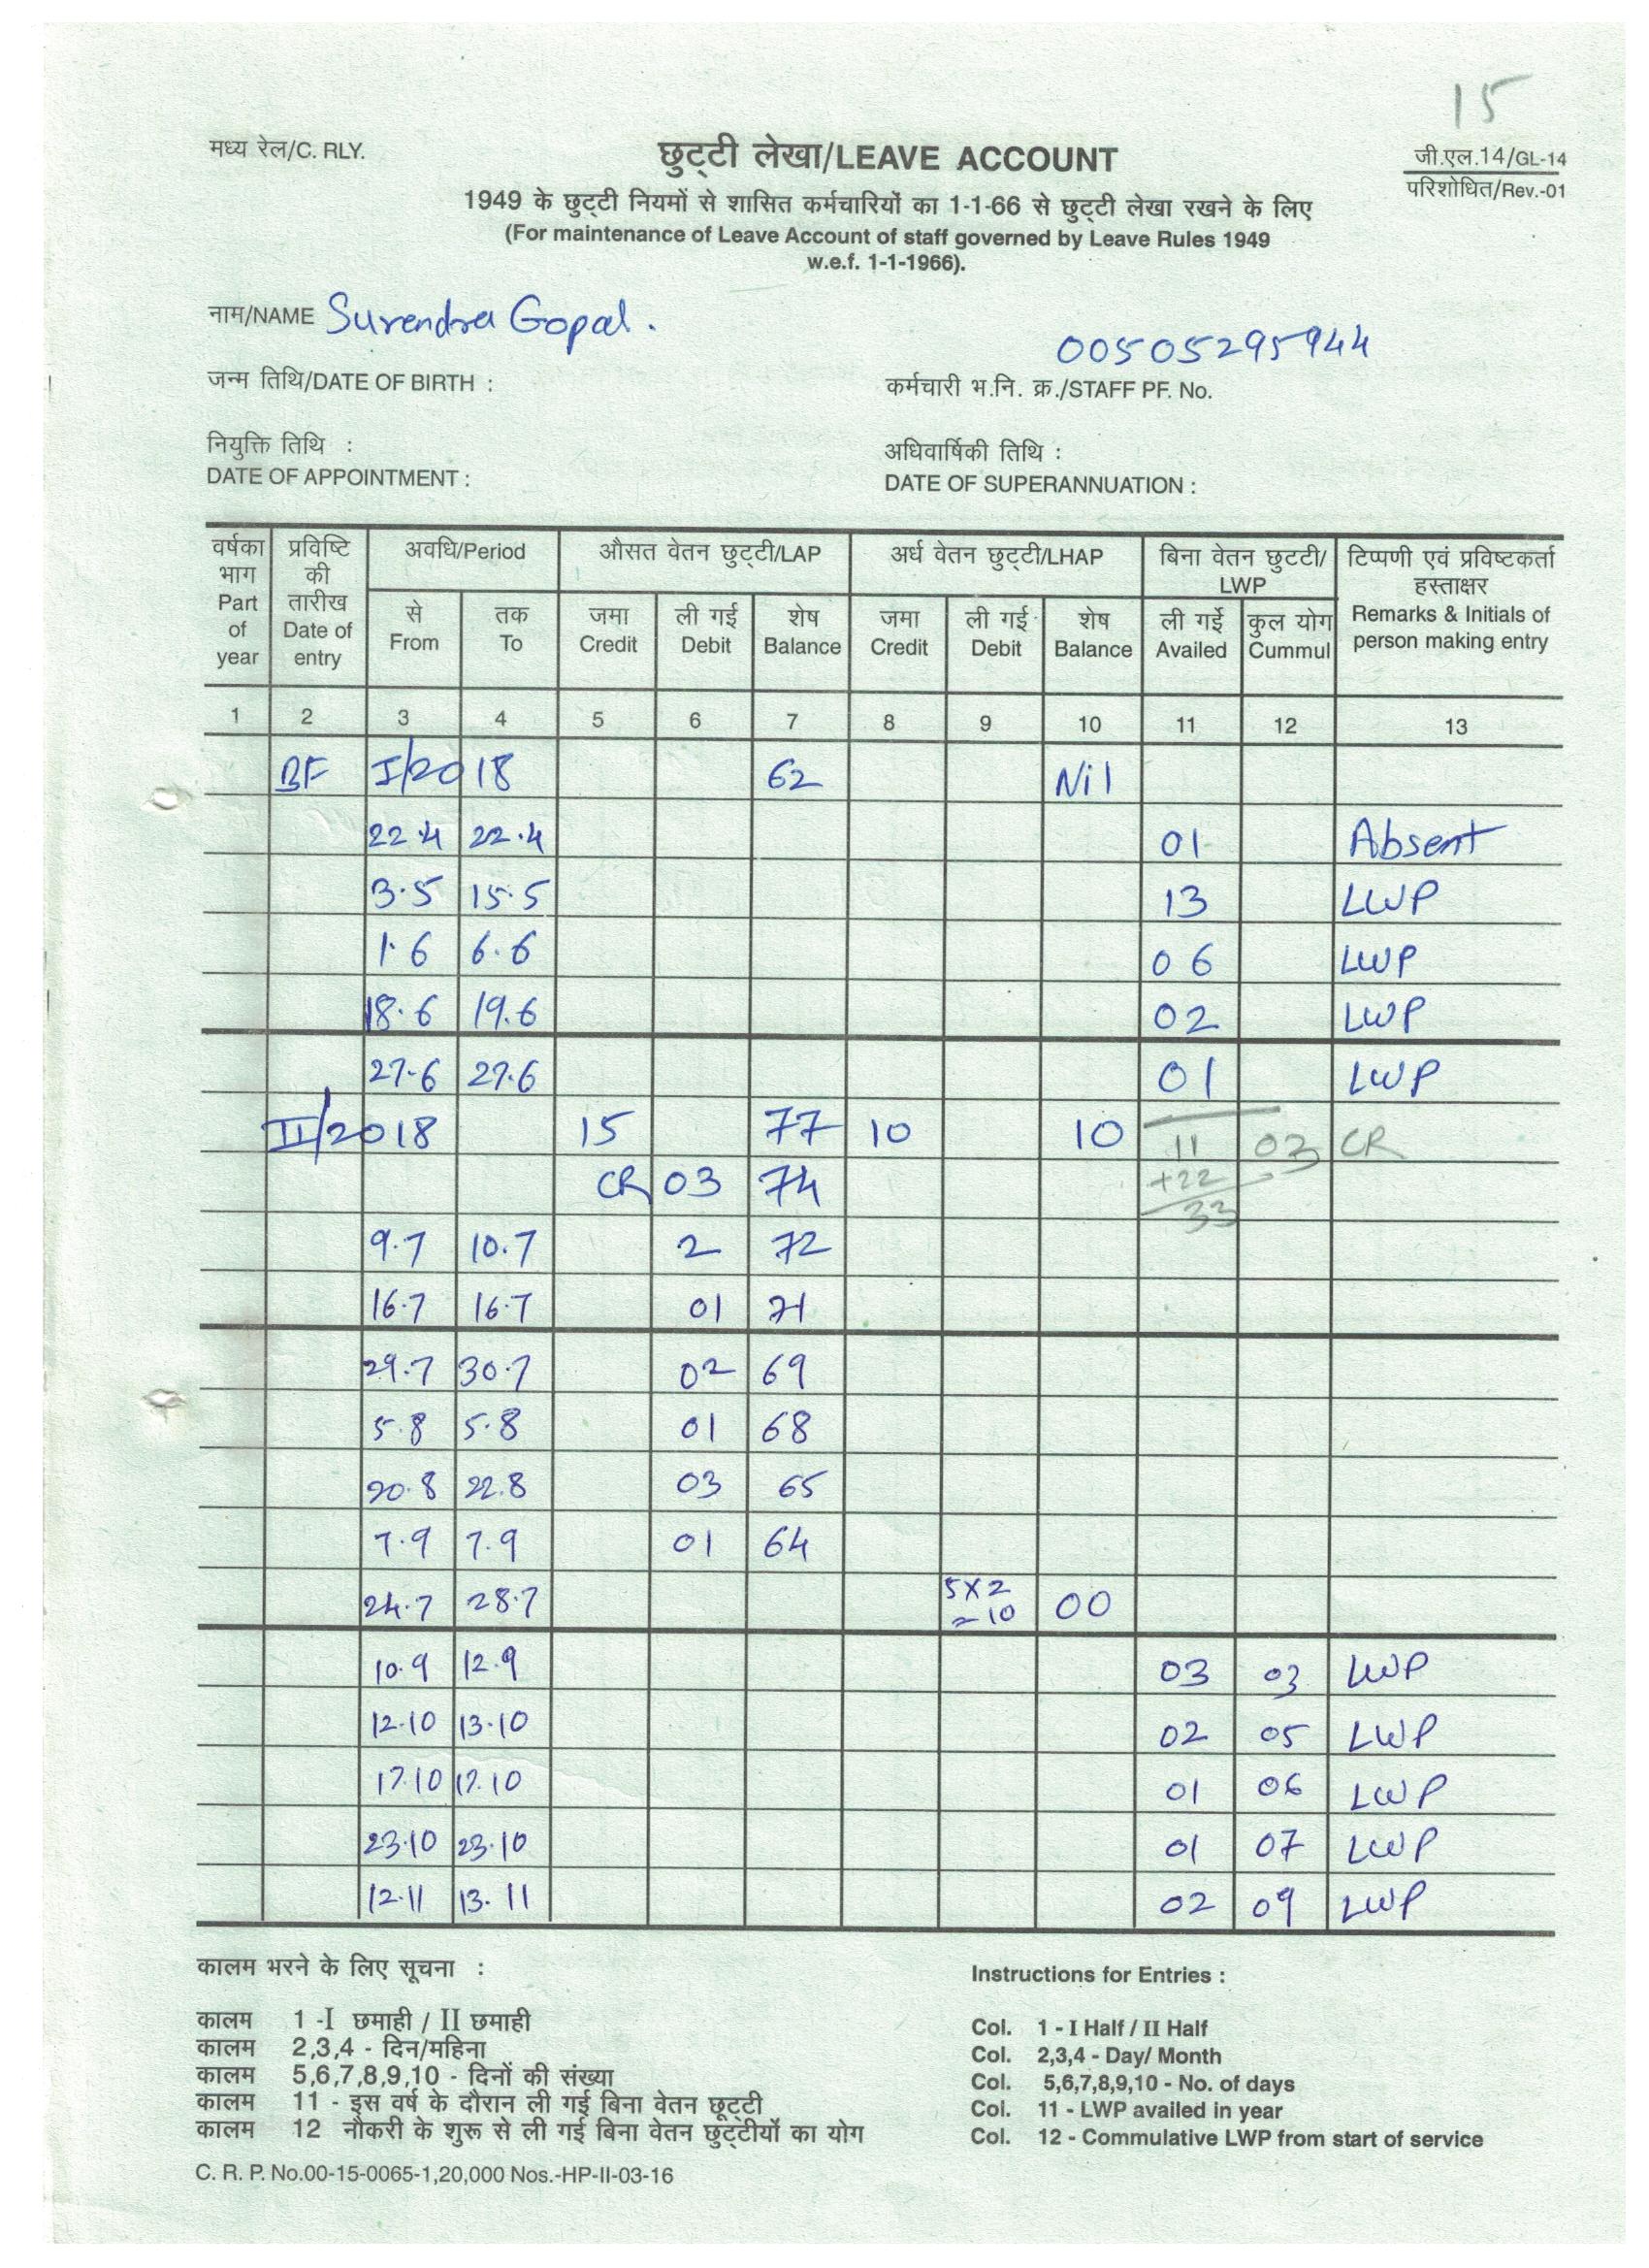 15
मध्य रेल/C. RLY.
छुट्टी लेखा/LEAVE ACCOUNT
जी.एल.14/GL-14
परिशोधित/Rev.-01
1949 के छुट्टी नियमों से शासित कर्मचारियों का 1-1-66 से छुट्टी लेखा रखने के लिए
(For maintenance of Leave Account of staff governed by Leave Rules 1949
w.e.f. 1-1-1966).
नाम/NAME Surendra Gopal.
00505295944
जन्म तिथि/DATE OF BIRTH :
कर्मचारी भ.नि. क्र./STAFF PF. No.
नियुक्ति तिथि :
DATE OF APPOINTMENT :
अधिवार्षिकी तिथि :
DATE OF SUPERANNUATION :
वर्षका भाग Part of year
प्रविष्टि की तारीख Date of entry
अवधि/Period
से From
तक To
औसत वेतन छुट्टी/LAP
जमा Credit
ली गई Debit
शेष Balance
अर्ध वेतन छुट्टी/LHAP
जमा Credit
ली गई Debit
शेष Balance
बिना वेतन छुटटी/LWP
ली गई Availed
कुल योग Cummul
टिप्पणी एवं प्रविष्टकर्ता हस्ताक्षर
Remarks & Initials of person making entry
1 2 3 4 5 6 7 8 9 10 11 12 13
BF I/2018 62 Nil
22.4 22.4 01 Absent
3.5 15.5 13 LWP
1.6 6.6 06 LWP
18.6 19.6 02 LWP
27.6 27.6 01 LWP
II/2018 15 77 10 10 11 03 CR
CR 03 74 +22
33
9.7 10.7 2 72
16.7 16.7 01 71
29.7 30.7 02 69
5.8 5.8 01 68
20.8 22.8 03 65
7.9 7.9 01 64
24.7 28.7 5x2 = 10 00
10.9 12.9 03 03 LWP
12.10 13.10 02 05 LWP
17.10 17.10 01 06 LWP
23.10 23.10 01 07 LWP
12.11 13.11 02 09 LWP
कालम भरने के लिए सूचना :
कालम 1 -I छमाही / II छमाही
कालम 2,3,4 - दिन/महिना
कालम 5,6,7,8,9,10 - दिनों की संख्या
कालम 11 - इस वर्ष के दौरान ली गई बिना वेतन छूट्टी
कालम 12 नौकरी के शुरू से ली गई बिना वेतन छुट्टीयों का योग
Instructions for Entries :
Col. 1 - I Half / II Half
Col. 2,3,4 - Day/ Month
Col. 5,6,7,8,9,10 - No. of days
Col. 11 - LWP availed in year
Col. 12 - Commulative LWP from start of service
C. R. P. No.00-15-0065-1,20,000 Nos.-HP-II-03-16